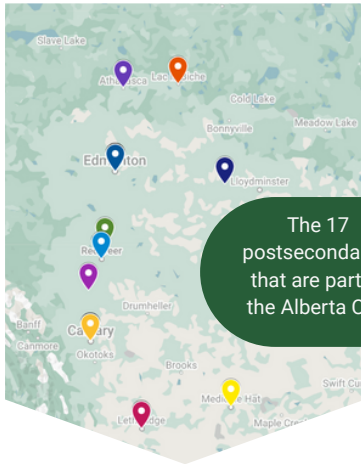 Slave Lake
Athabasca
Lac La Biche
Cold Lake
Meadow Lake
Bonnyville
Edmonton
Lloydminster
The 17
postseconda
that are part
the Alberta C
Red Deer
Drumheller
Banff
Calgary
Canmore
Okotoks
Brooks
Swift Cu
Medicine Hat
Lethbridge
Maple Cre